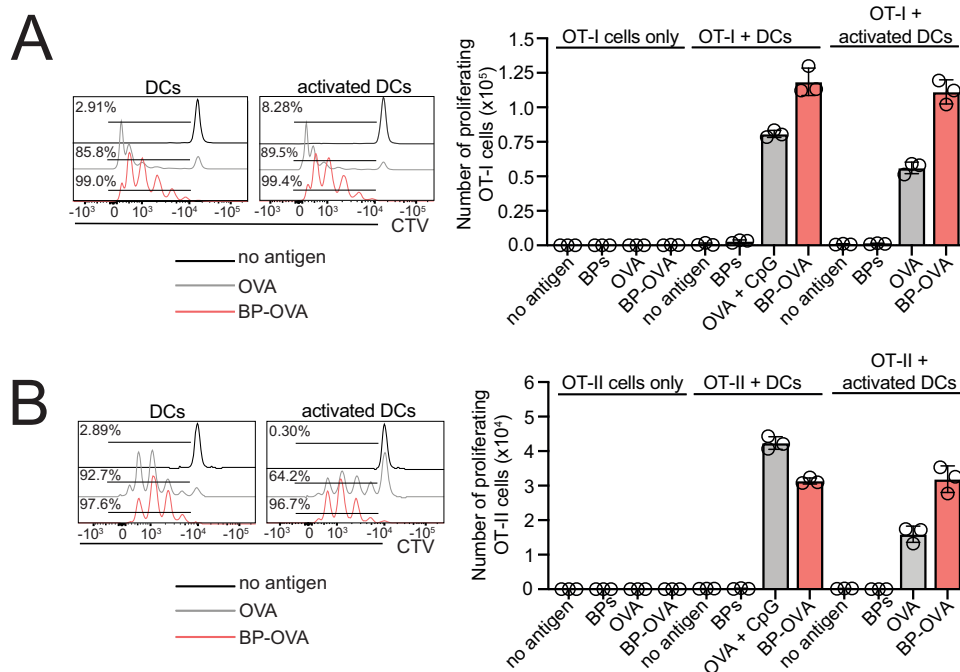 A
DCs
activated DCs
2.91%
85.8%
99.0%
8.28%
89.5%
99.4%
-10³ 0 10³ -10⁴ -10⁵
-10³ 0 10³ -10⁴ -10⁵
CTV
no antigen
OVA
BP-OVA
Number of proliferating
OT-I cells (x10⁵)
1.5
1.25
1.0
0.75
0.5
0.25
0.0
OT-I cells only
OT-I + DCs
OT-I +
activated DCs
no antigen
BPs
OVA
BP-OVA
no antigen
BPs
OVA + CpG
BP-OVA
no antigen
BPs
OVA
BP-OVA
B
DCs
activated DCs
2.89%
92.7%
97.6%
0.30%
64.2%
96.7%
-10³ 0 10³ -10⁴ -10⁵
-10³ 0 10³ -10⁴ -10⁵
CTV
no antigen
OVA
BP-OVA
Number of proliferating
OT-II cells (x10⁴)
6
5
4
3
2
1
0
OT-II cells only
OT-II + DCs
OT-II +
activated DCs
no antigen
BPs
OVA
BP-OVA
no antigen
BPs
OVA + CpG
BP-OVA
no antigen
BPs
OVA
BP-OVA